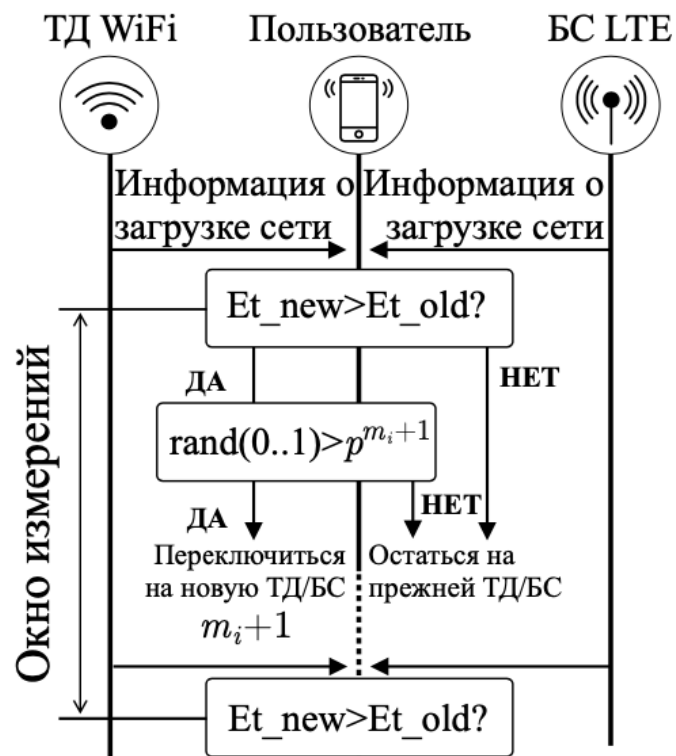 ТД WiFi
Пользователь
БС LTE
Информация о
загрузке сети
Информация о
загрузке сети
Et_new>Et_old?
ДА
НЕТ
rand(0..1)>p^{m_i+1}
ДА
НЕТ
Переключиться
на новую ТД/БС
m_i+1
Остаться на
прежней ТД/БС
Окно измерений
Et_new>Et_old?